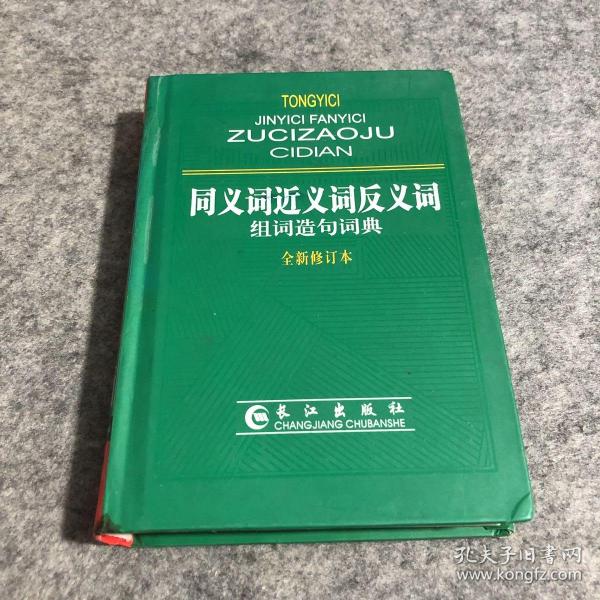 TONGYICI
JINYICI FANYICI
ZUCIZAOJU
CIDIAN
同义词近义词反义词
组词造句词典
全新修订本
长江出版社
CHANGJIANG CHUBANSHE
孔夫子旧书网
www.kongfz.com